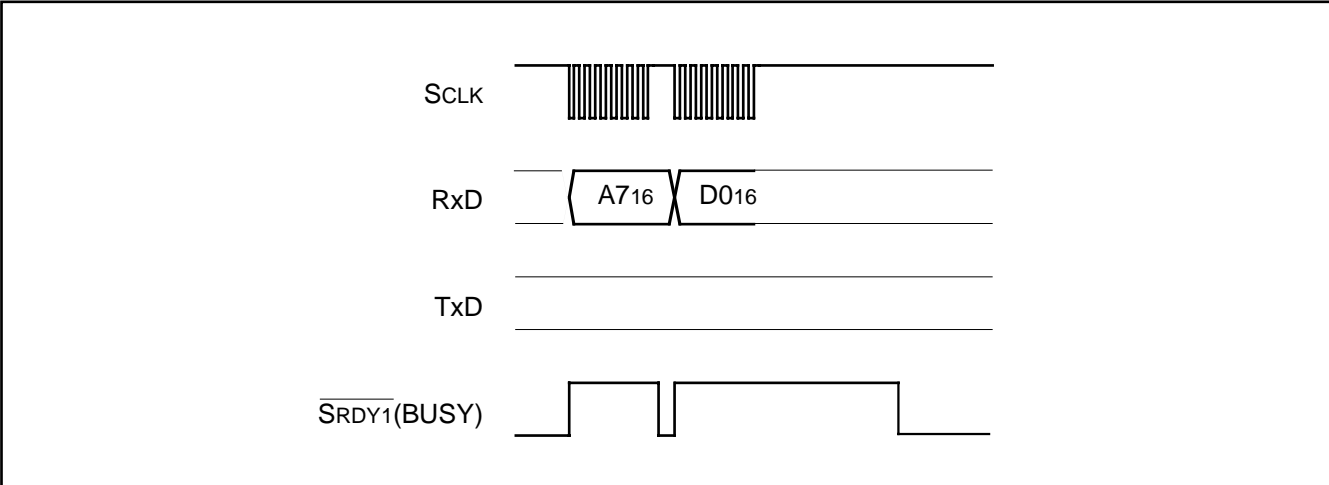 SCLK
RxD
A716
D016
TxD
SRDY1(BUSY)